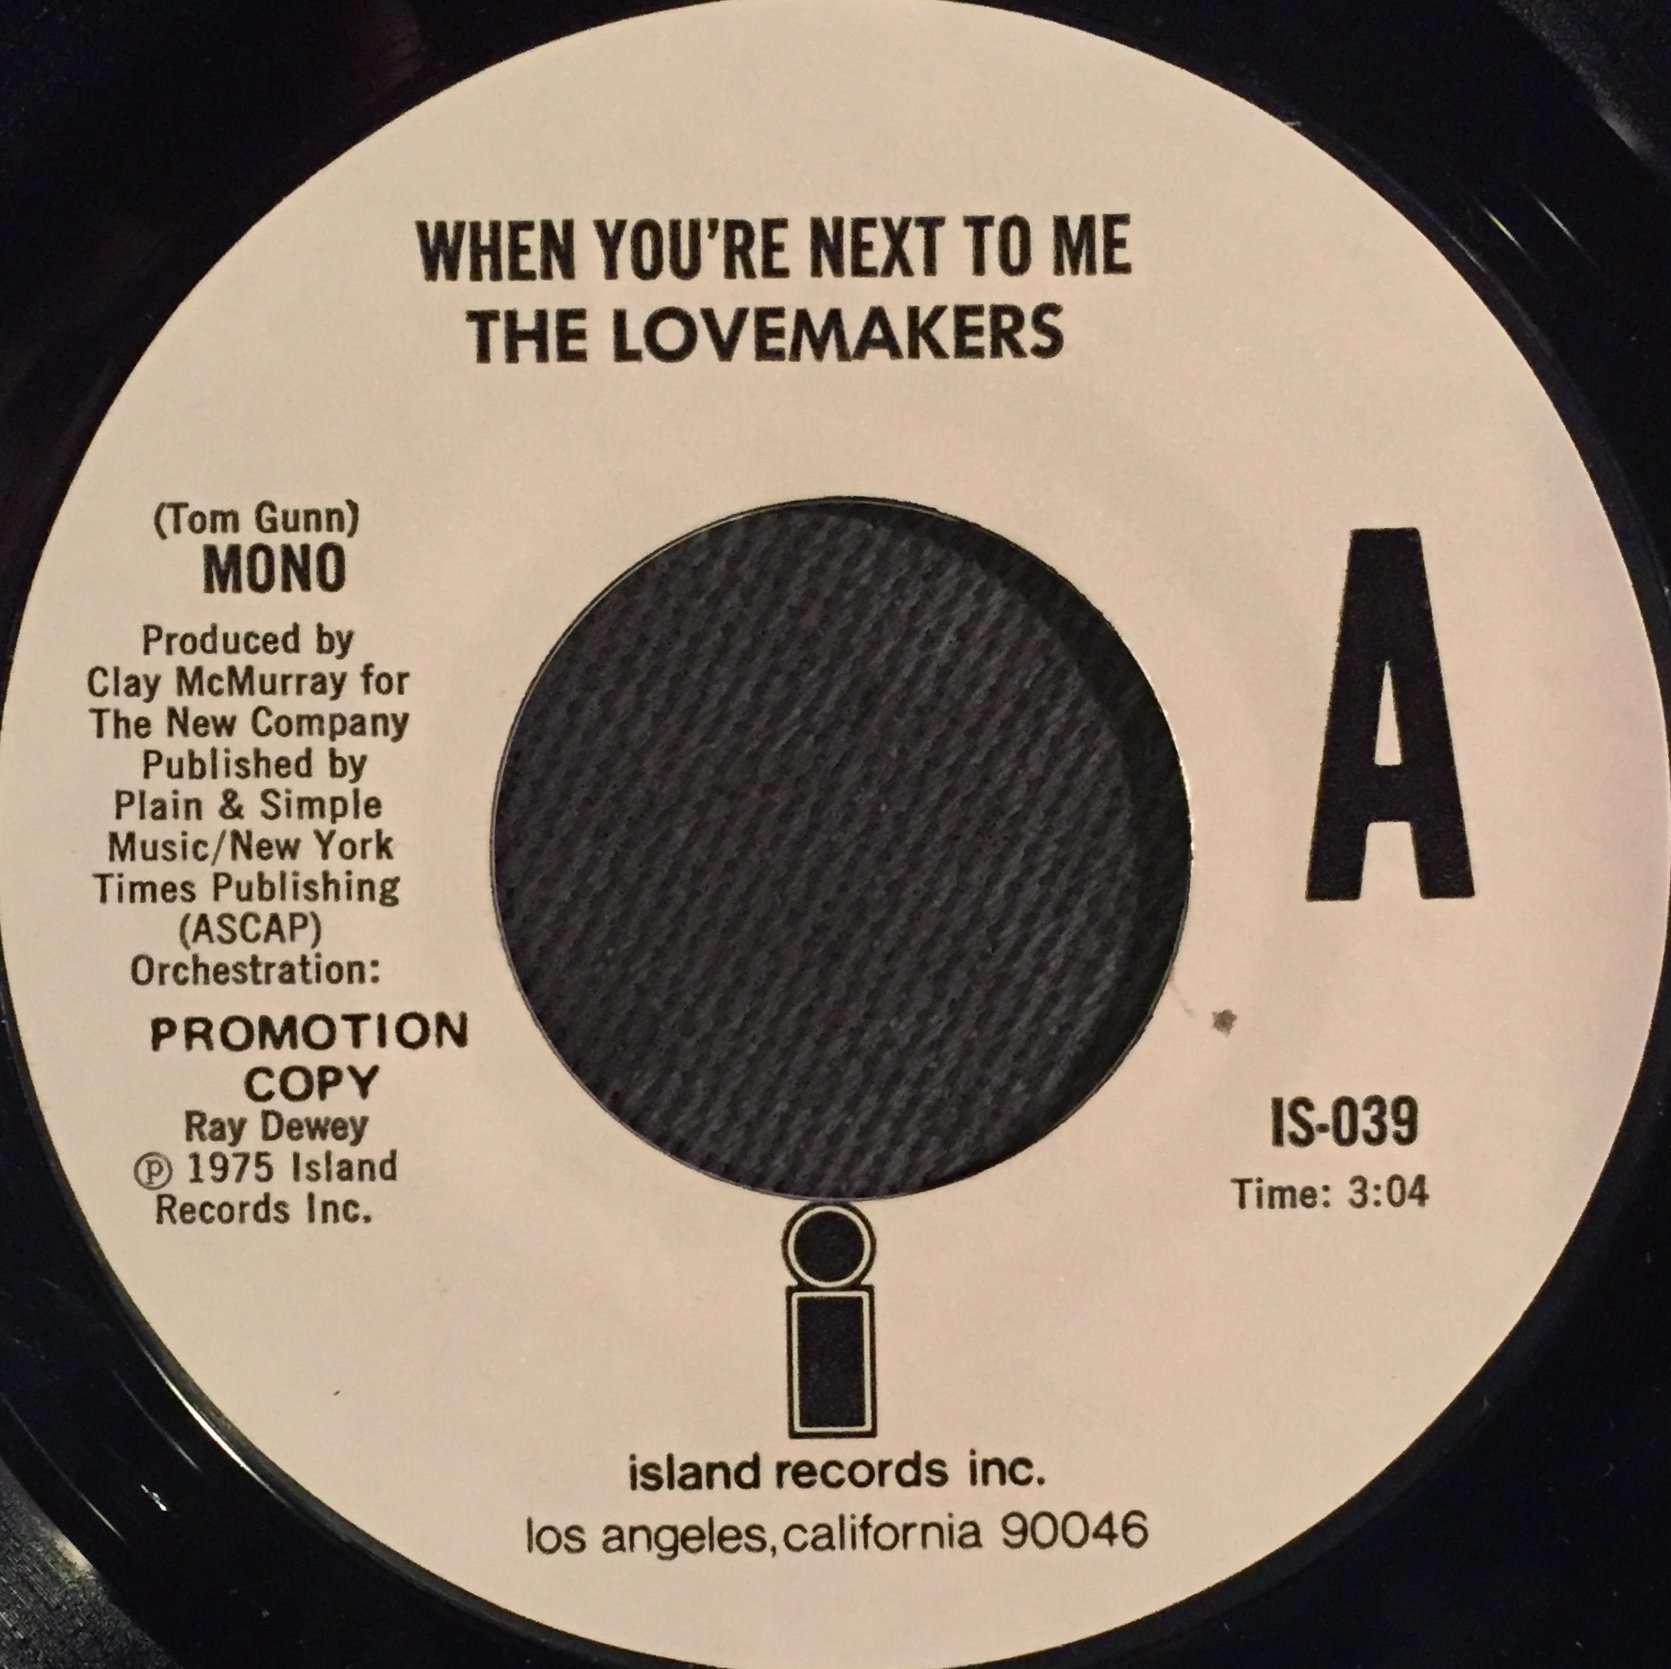 WHEN YOU'RE NEXT TO ME
THE LOVEMAKERS
(Tom Gunn)
MONO
Produced by
Clay McMurray for
The New Company
Published by
Plain & Simple
Music/New York
Times Publishing
(ASCAP)
Orchestration:
PROMOTION
COPY
Ray Dewey
℗ 1975 Island
Records Inc.
A
IS-039
Time: 3:04
i
island records inc.
los angeles, california 90046